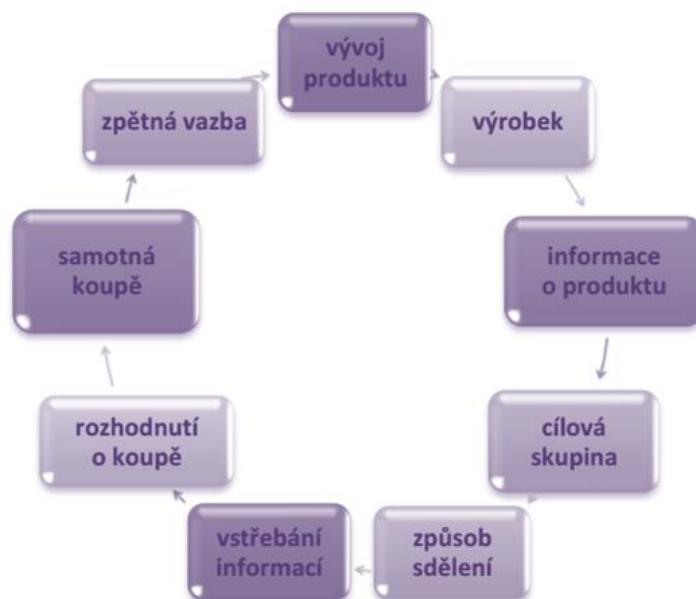 vývoj
produktu
výrobek
informace
o produktu
cílová
skupina
způsob
sdělení
vstřebání
informací
rozhodnutí
o koupě
samotná
koupě
zpětná vazba